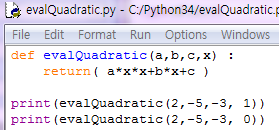 evalQuadratic.py - C:/Python34/evalQuadratic.p
File Edit Format Run Options Windows
def evalQuadratic(a,b,c,x) :
    return( a*x*x+b*x+c )
print(evalQuadratic(2,-5,-3, 1))
print(evalQuadratic(2,-5,-3, 0))